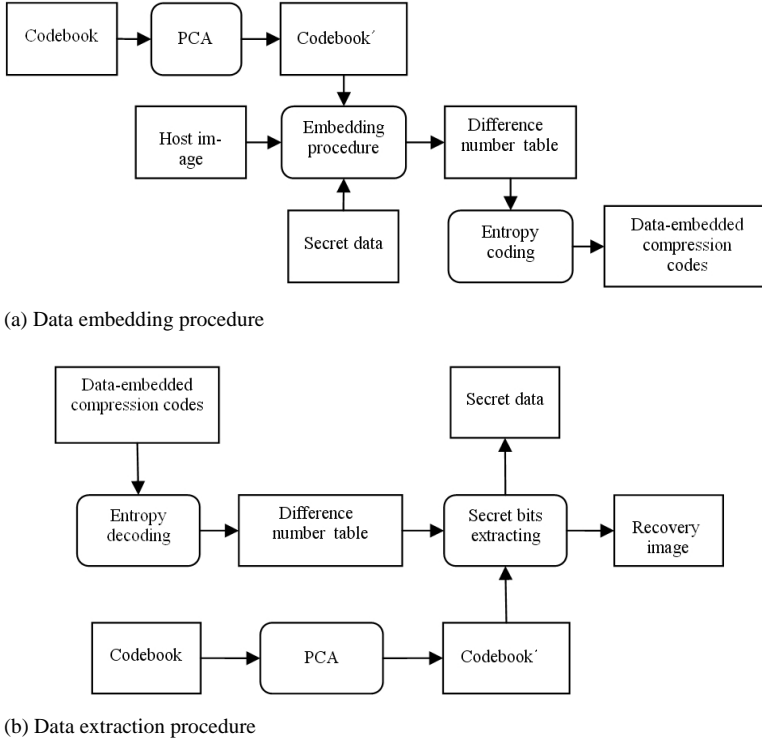 Codebook
PCA
Codebook´
Host im-
age
Embedding
procedure
Difference
number table
Secret data
Entropy
coding
Data-embedded
compression
codes
(a) Data embedding procedure
Data-embedded
compression codes
Secret data
Entropy
decoding
Difference
number table
Secret bits
extracting
Recovery
image
Codebook
PCA
Codebook´
(b) Data extraction procedure